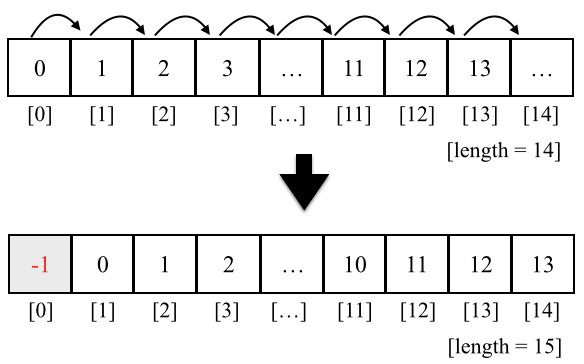 0 1 2 3 … 11 12 13 …
[0] [1] [2] [3] […] [11] [12] [13] [14]
[length = 14]
-1 0 1 2 … 10 11 12 13
[0] [1] [2] [3] […] [11] [12] [13] [14]
[length = 15]